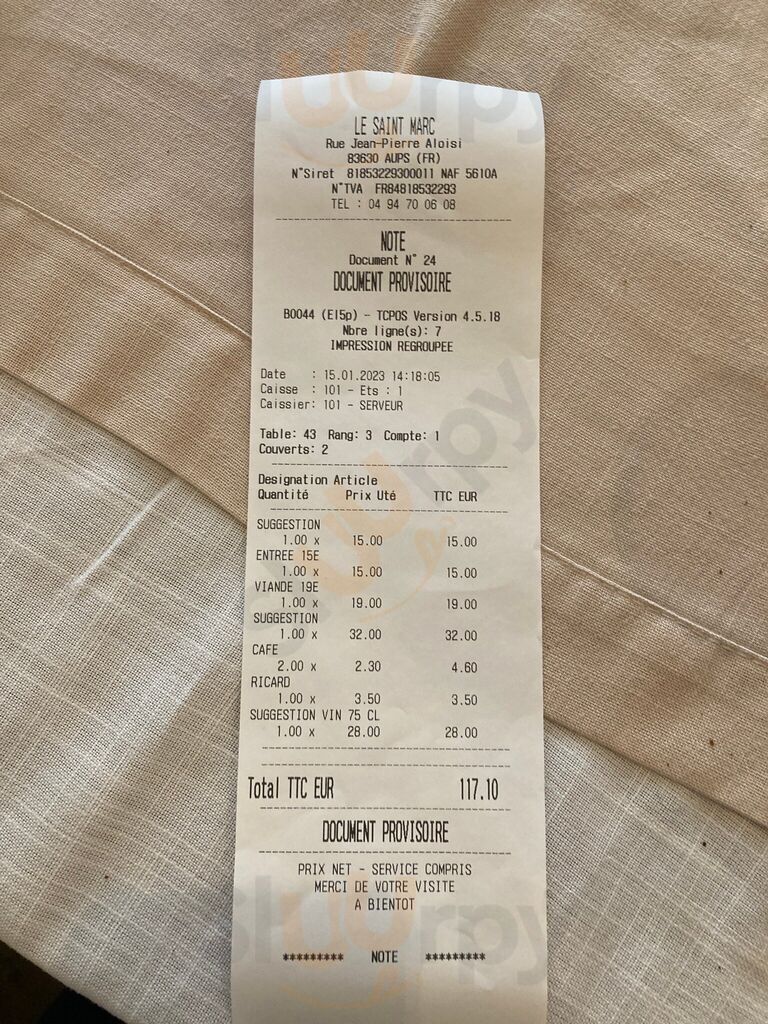 LE SAINT MARC
Rue Jean-Pierre Aloisi
83630 AUPS (FR)
N°Siret 81853229300011 NAF 5610A
N°TVA FR84818532293
TEL : 04 94 70 06 08
NOTE
Document N° 24
DOCUMENT PROVISOIRE
B0044 (E15p) - TCPOS Version 4.5.18
Nbre ligne(s): 7
IMPRESSION REGROUPEE
Date : 15.01.2023 14:18:05
Caisse : 101 - Ets : 1
Caissier: 101 - SERVEUR
Table: 43 Rang: 3 Compte: 1
Couverts: 2
Designation Article
Quantité Prix Uté TTC EUR
SUGGESTION
1.00 x 15.00 15.00
ENTREE 15E
1.00 x 15.00 15.00
VIANDE 19E
1.00 x 19.00 19.00
SUGGESTION
1.00 x 32.00 32.00
CAFE
2.00 x 2.30 4.60
RICARD
1.00 x 3.50 3.50
SUGGESTION VIN 75 CL
1.00 x 28.00 28.00
Total TTC EUR 117.10
DOCUMENT PROVISOIRE
PRIX NET - SERVICE COMPRIS
MERCI DE VOTRE VISITE
A BIENTOT
********* NOTE *********
sluurpy
sluurpy
sluurpy